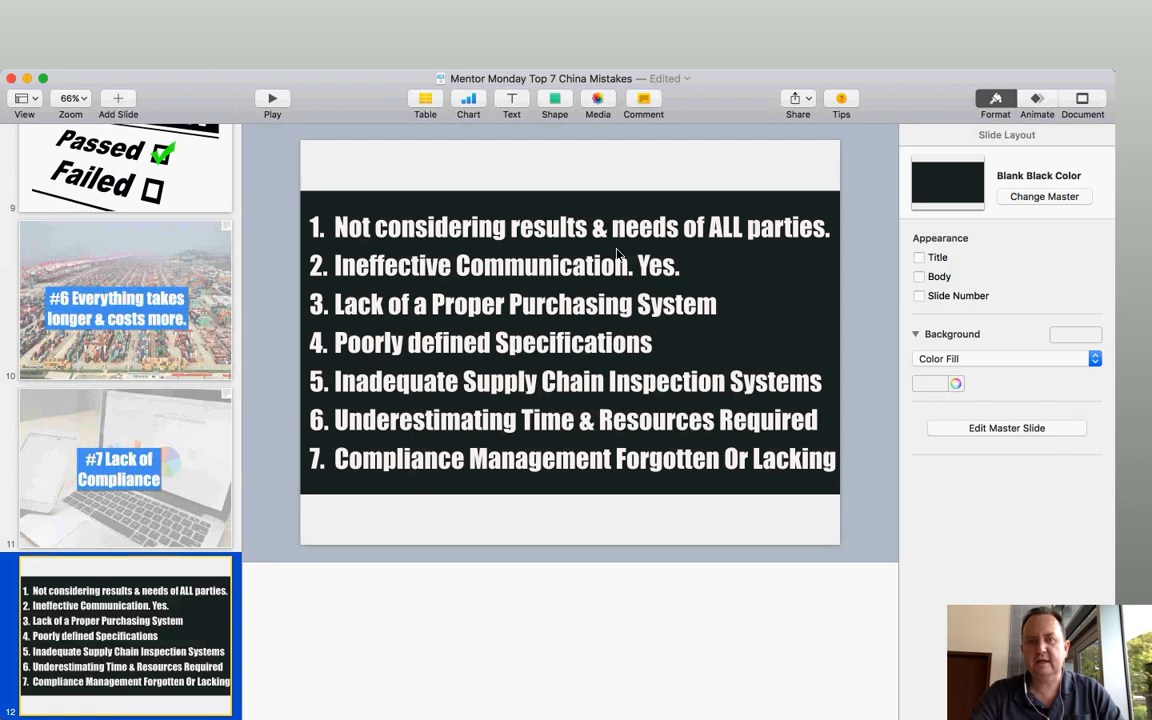 Mentor Monday Top 7 China Mistakes — Edited
66%
View
Zoom
Add Slide
Play
Table
Chart
Text
Shape
Media
Comment
Share
Tips
Format
Animate
Document
Passed
Failed
9
#6 Everything takes
longer & costs more.
10
#7 Lack of
Compliance
11
1. Not considering results & needs of ALL parties.
2. Ineffective Communication. Yes.
3. Lack of a Proper Purchasing System
4. Poorly defined Specifications
5. Inadequate Supply Chain Inspection Systems
6. Underestimating Time & Resources Required
7. Compliance Management Forgotten Or Lacking
12
1. Not considering results & needs of ALL parties.
2. Ineffective Communication. Yes.
3. Lack of a Proper Purchasing System
4. Poorly defined Specifications
5. Inadequate Supply Chain Inspection Systems
6. Underestimating Time & Resources Required
7. Compliance Management Forgotten Or Lacking
Slide Layout
Blank Black Color
Change Master
Appearance
Title
Body
Slide Number
Background
Color Fill
Edit Master Slide